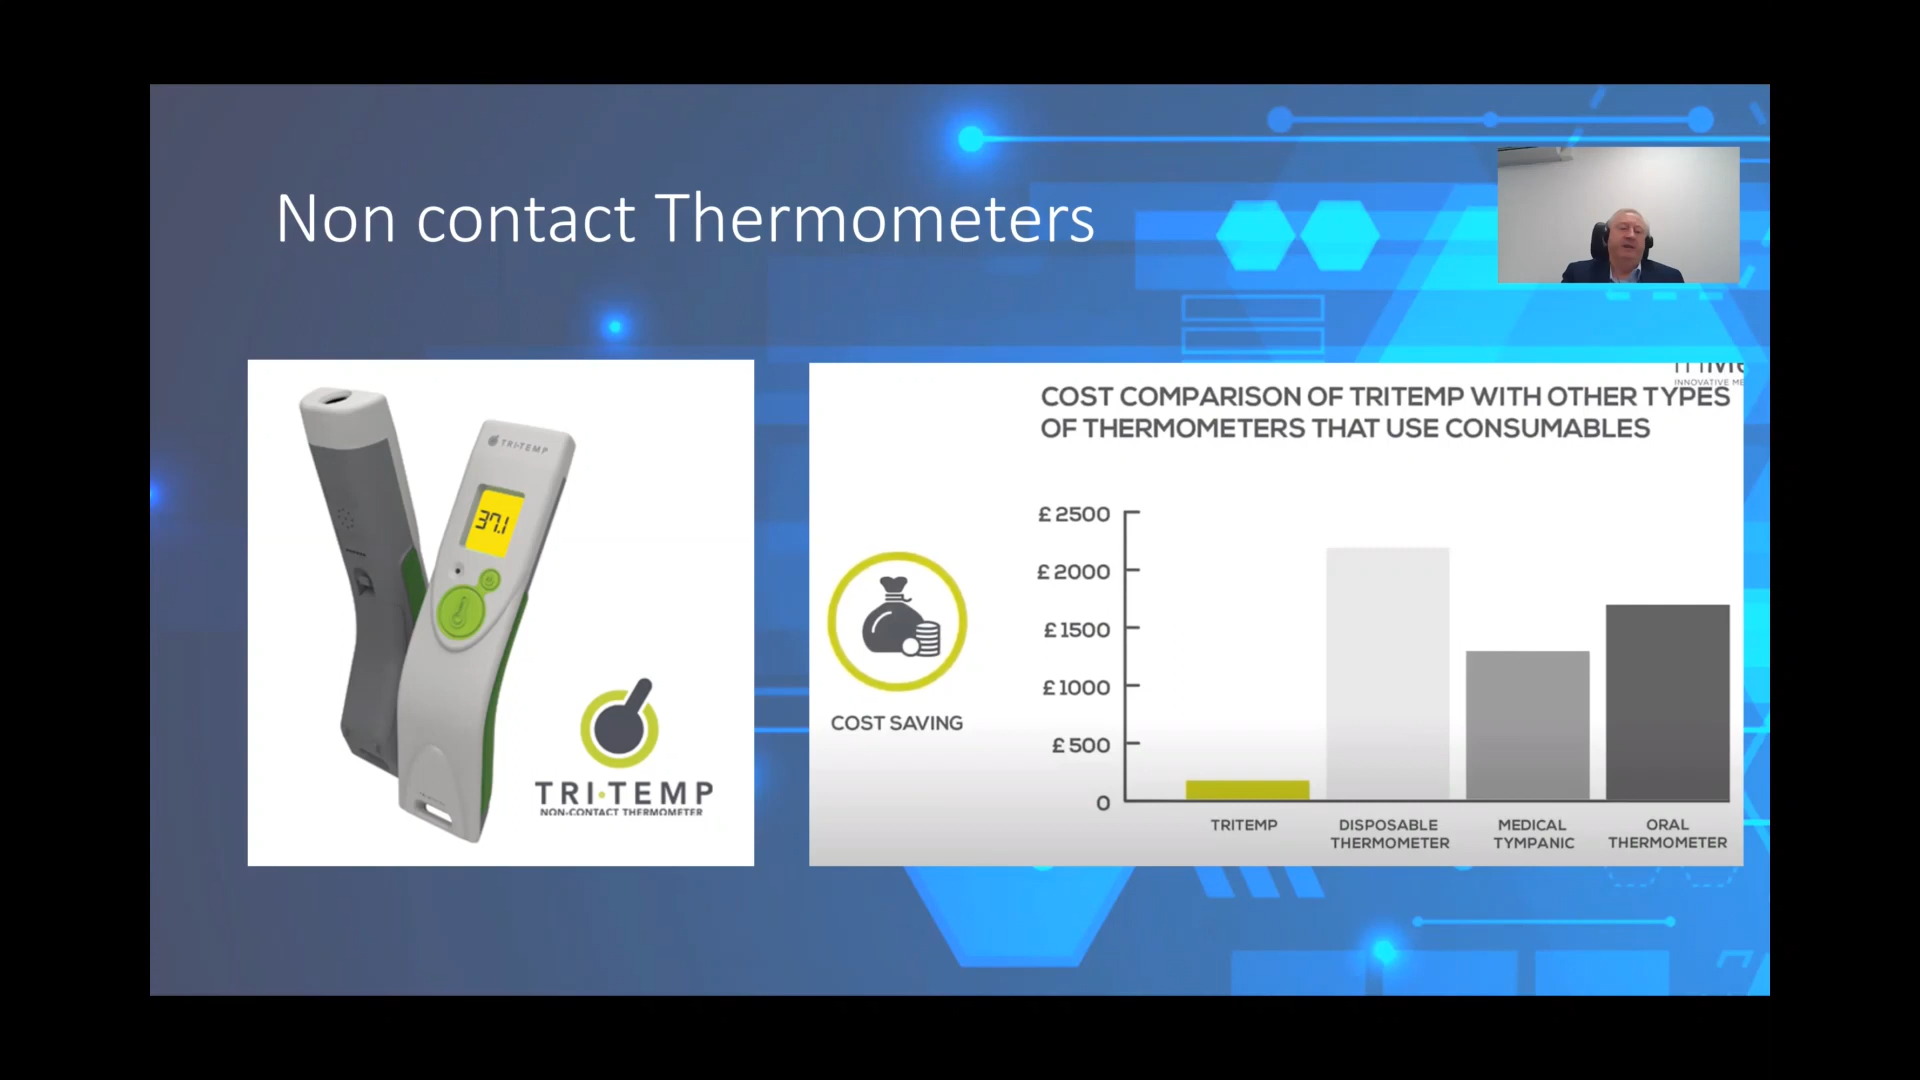 Non contact Thermometers
TRI•TEMP
37.1
TRI•TEMP
NON-CONTACT THERMOMETER
INNOVATIVE ME
COST COMPARISON OF TRITEMP WITH OTHER TYPES
OF THERMOMETERS THAT USE CONSUMABLES
COST SAVING
£2500
£2000
£1500
£1000
£500
0
TRITEMP
DISPOSABLE
THERMOMETER
MEDICAL
TYMPANIC
ORAL
THERMOMETER